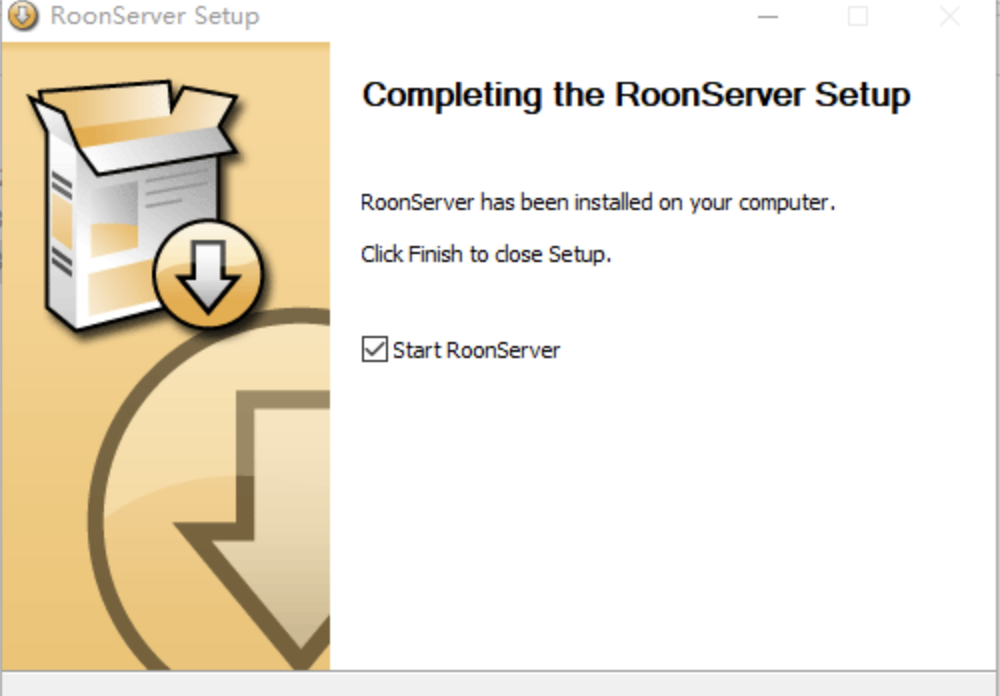 RoonServer Setup
Completing the RoonServer Setup
RoonServer has been installed on your computer.
Click Finish to close Setup.
Start RoonServer